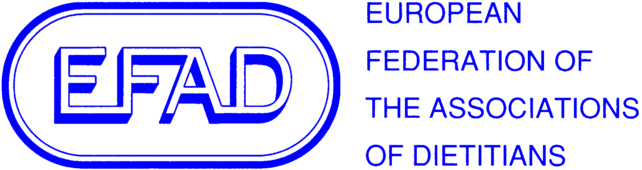 EFAD
EUROPEAN
FEDERATION OF
THE ASSOCIATIONS
OF DIETITIANS